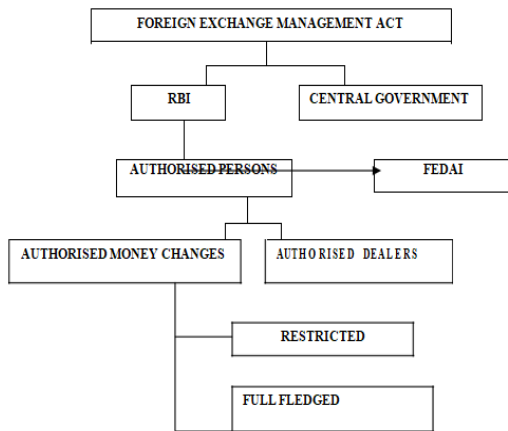 FOREIGN EXCHANGE MANAGEMENT ACT
RBI
CENTRAL GOVERNMENT
AUTHORISED PERSONS
FEDAI
AUTHORISED MONEY CHANGES
AUTHORISED DEALERS
RESTRICTED
FULL FLEDGED